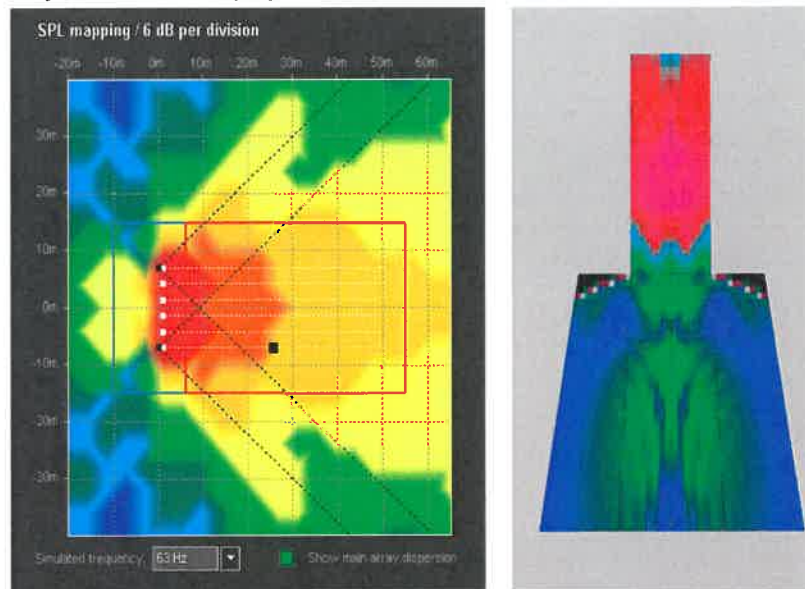 SPL mapping / 6 dB per division
-20m -10m 0m 10m 20m 30m 40m 50m 60m
30m
20m
10m
0m
-10m
-20m
-30m
Simulated frequency: 63 Hz Show main array dispersion